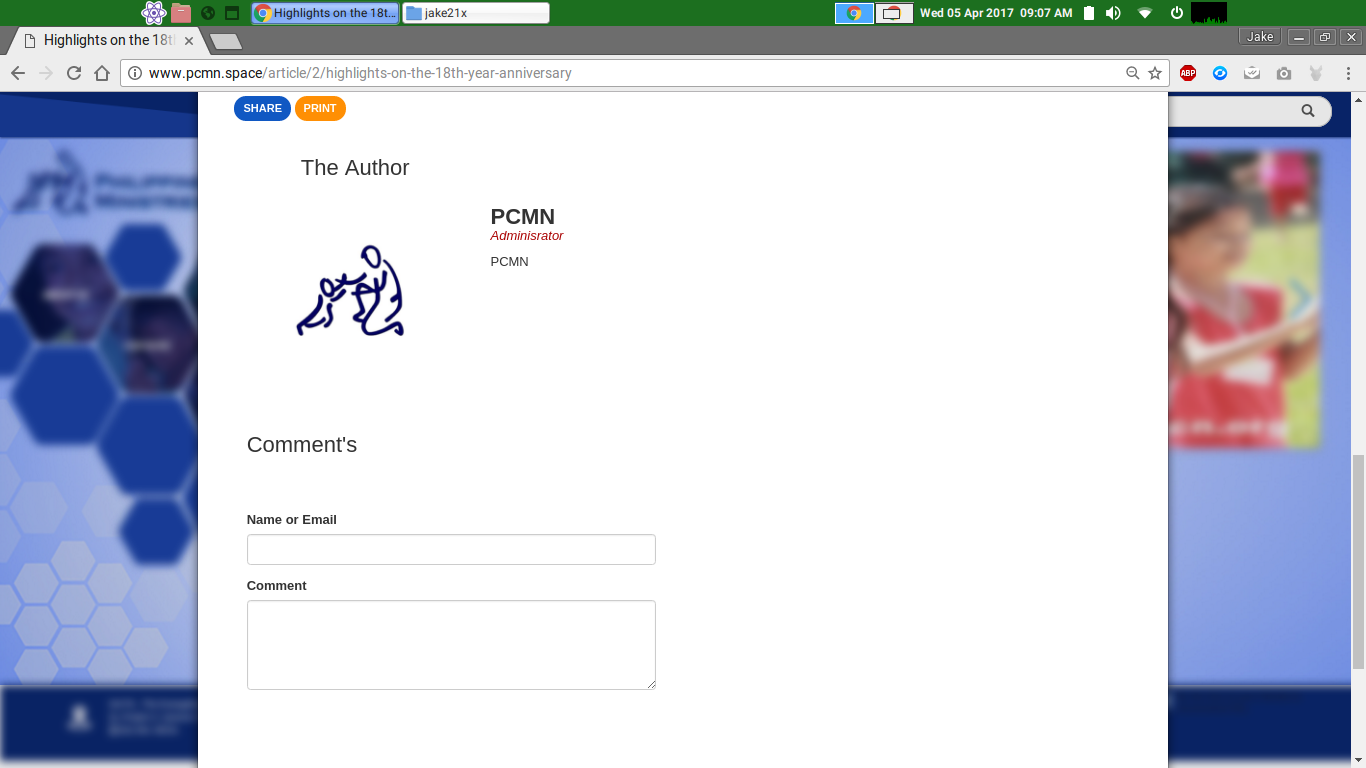 Highlights on the 18t...
jake21x
Wed 05 Apr 2017 09:07 AM
Highlights on the 18t
Jake
www.pcmn.space/article/2/highlights-on-the-18th-year-anniversary
ABP
SHARE
PRINT
The Author
PCMN
Adminisrator
PCMN
Comment's
Name or Email
Comment